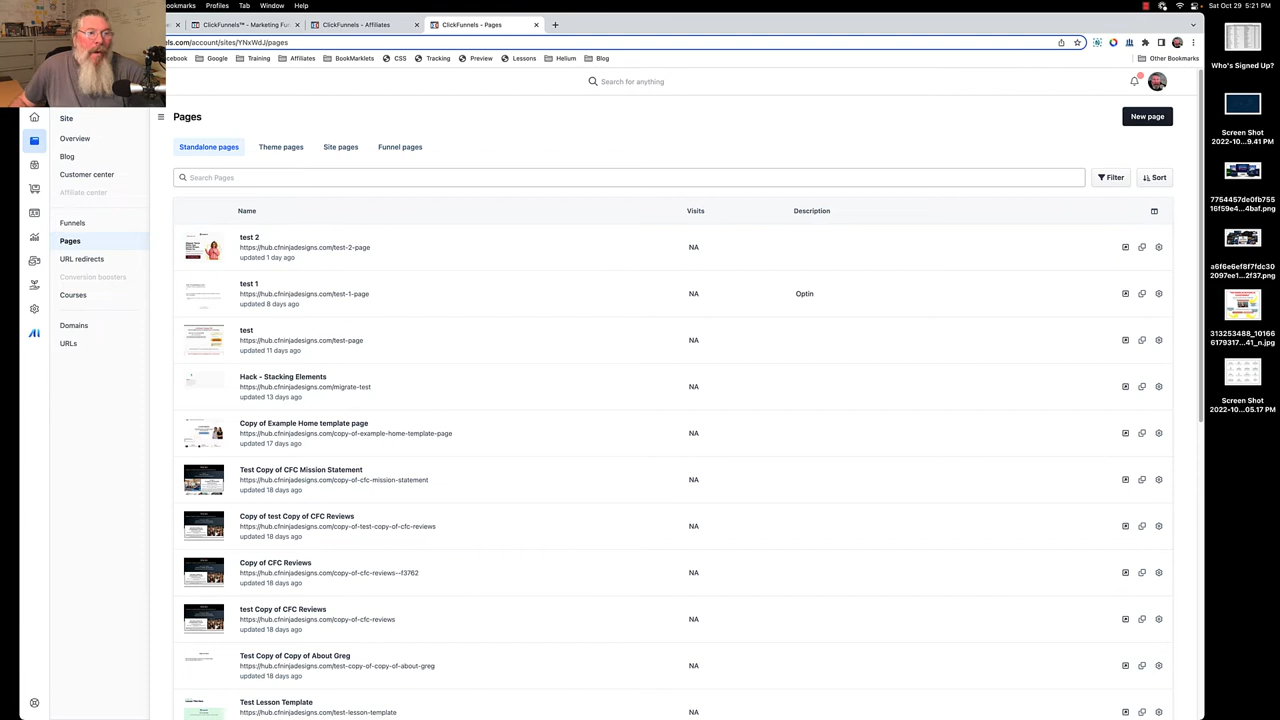 ookmarks Profiles Tab Window Help
Sat Oct 29 5:21 PM
ClickFunnels™ - Marketing Fu
ClickFunnels - Affiliates
ClickFunnels - Pages
els.com/account/sites/YNxWdJ/pages
cebook Google Training Affiliates BookMarklets CSS Tracking Preview Lessons Helium Blog Other Bookmarks
Search for anything
Site
Overview
Blog
Customer center
Affiliate center
Funnels
Pages
URL redirects
Conversion boosters
Courses
Domains
URLs
Pages
New page
Standalone pages Theme pages Site pages Funnel pages
Search Pages
Filter Sort
Name Visits Description
test 2
https://hub.cfninjadesigns.com/test-2-page
updated 1 day ago
NA
test 1
https://hub.cfninjadesigns.com/test-1-page
updated 8 days ago
NA
Optin
test
https://hub.cfninjadesigns.com/test-page
updated 11 days ago
NA
Hack - Stacking Elements
https://hub.cfninjadesigns.com/migrate-test
updated 13 days ago
NA
Copy of Example Home template page
https://hub.cfninjadesigns.com/copy-of-example-home-template-page
updated 17 days ago
NA
Test Copy of CFC Mission Statement
https://hub.cfninjadesigns.com/copy-of-cfc-mission-statement
updated 18 days ago
NA
Copy of test Copy of CFC Reviews
https://hub.cfninjadesigns.com/copy-of-test-copy-of-cfc-reviews
updated 18 days ago
NA
Copy of CFC Reviews
https://hub.cfninjadesigns.com/copy-of-cfc-reviews--f3762
updated 18 days ago
NA
test Copy of CFC Reviews
https://hub.cfninjadesigns.com/copy-of-cfc-reviews
updated 18 days ago
NA
Test Copy of Copy of About Greg
https://hub.cfninjadesigns.com/test-copy-of-copy-of-about-greg
updated 18 days ago
NA
Test Lesson Template
https://hub.cfninjadesigns.com/test-lesson-template
NA
Who's Signed Up?
Screen Shot
2022-10...9.41 PM
7754457de0fb755
16f59e4...4baf.png
a6f6e6ef8f7fdc30
2097ee1...2f37.png
313253488_10166
6179317...41_n.jpg
Screen Shot
2022-10...05.17 PM